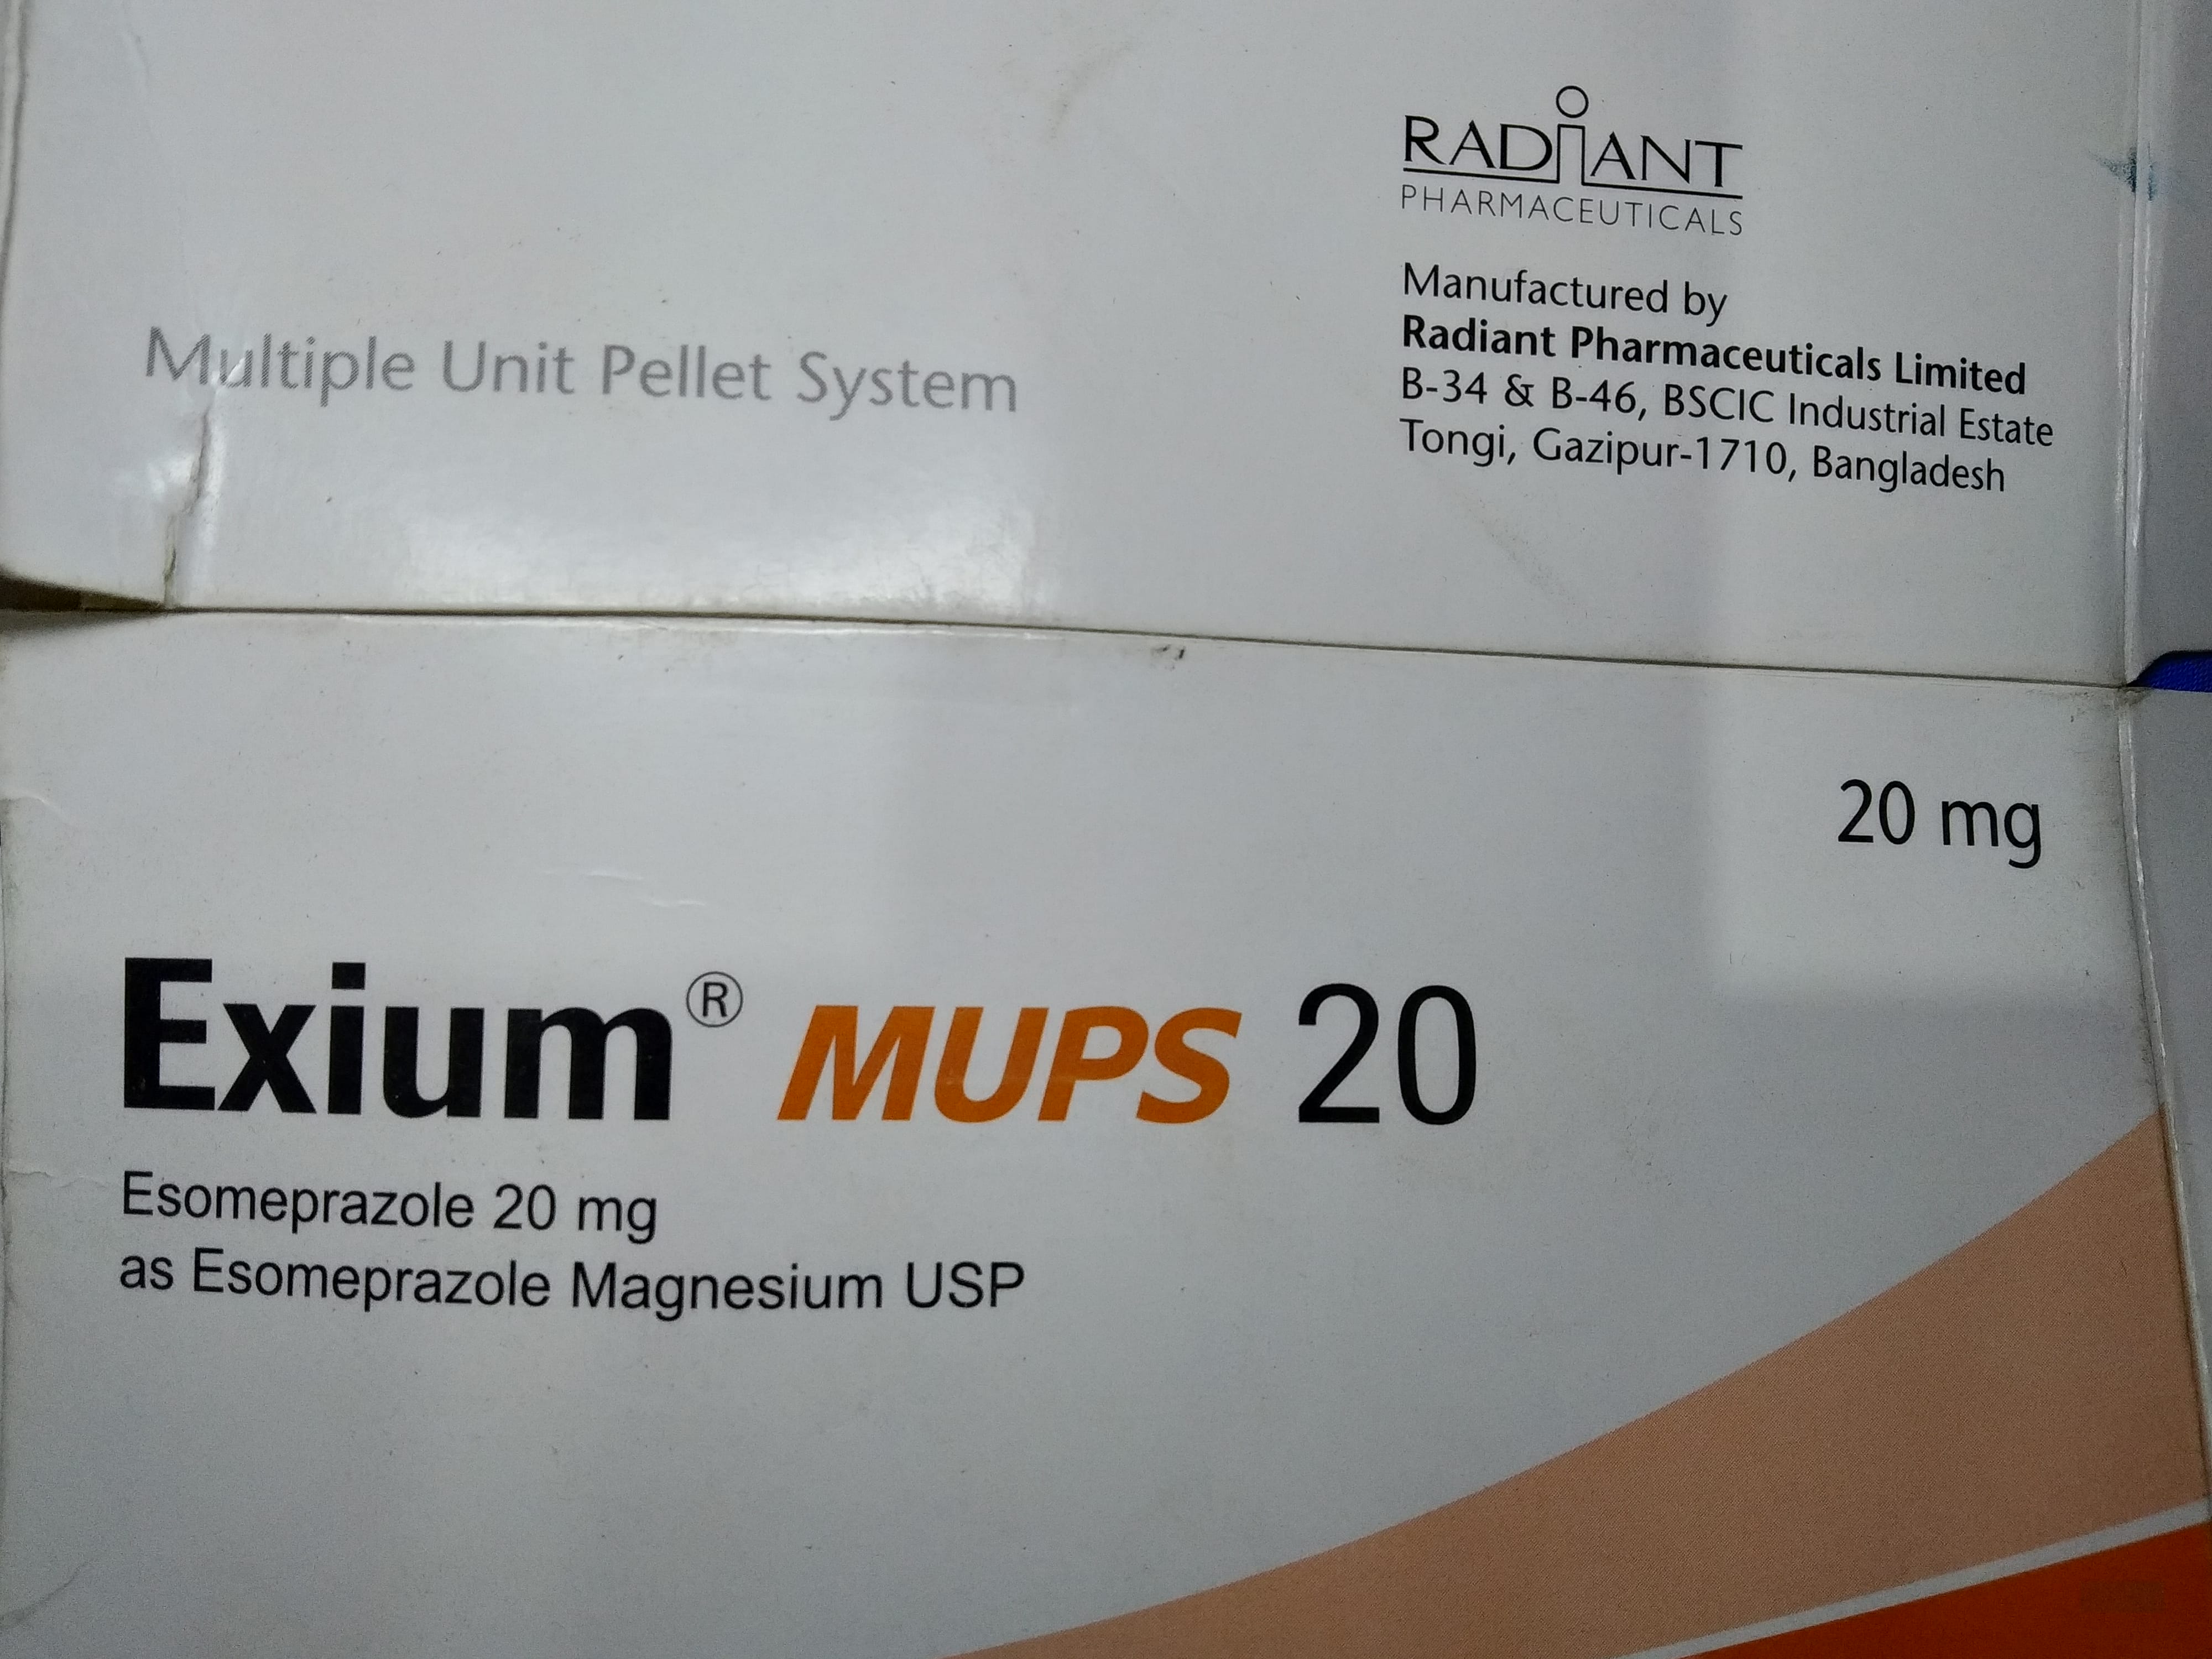 RADiANT
PHARMACEUTICALS
Manufactured by
Radiant Pharmaceuticals Limited
B-34 & B-46, BSCIC Industrial Estate
Tongi, Gazipur-1710, Bangladesh
Multiple Unit Pellet System
20 mg
Exium® MUPS 20
Esomeprazole 20 mg
as Esomeprazole Magnesium USP